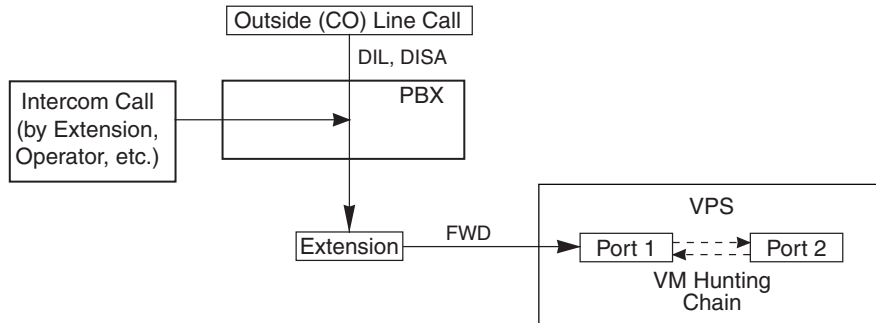 Outside (CO) Line Call
DIL, DISA
PBX
Intercom Call
(by Extension,
Operator, etc.)
Extension
FWD
VPS
Port 1
Port 2
VM Hunting
Chain